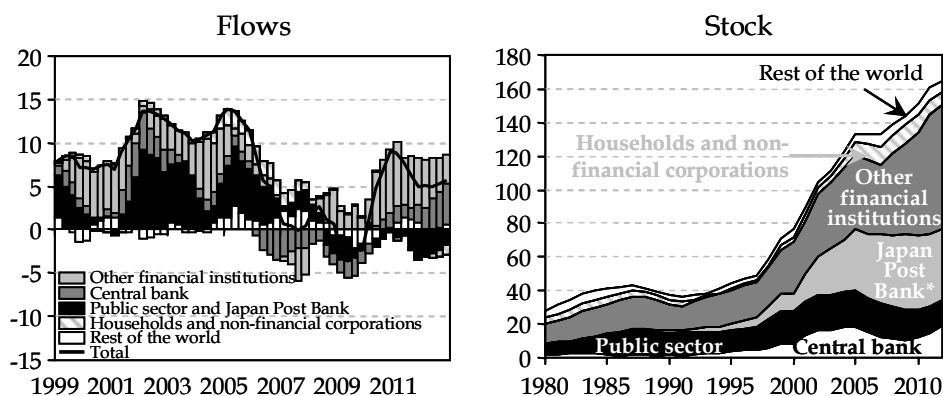 Flows
20
15
10
5
0
-5
-10
-15
Other financial institutions
Central bank
Public sector and Japan Post Bank
Households and non-financial corporations
Rest of the world
Total
1999 2001 2003 2005 2007 2009 2011
Stock
180
160
140
120
100
80
60
40
20
0
Rest of the world
Households and non-
financial corporations
Other
financial
institutions
Japan
Post
Bank*
Public sector
Central bank
1980 1985 1990 1995 2000 2005 2010